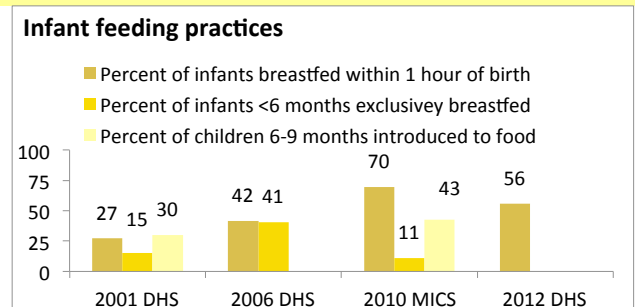 Infant feeding practices
Percent of infants breastfed within 1 hour of birth
Percent of infants <6 months exclusivey breastfed
Percent of children 6-9 months introduced to food
100
75
50
25
0
27 15 30
42 41
70 11 43
56
2001 DHS 2006 DHS 2010 MICS 2012 DHS